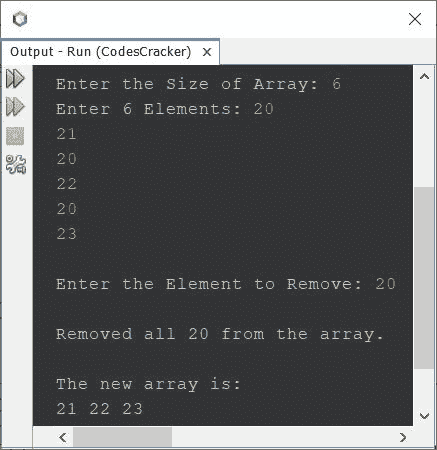 Output - Run (CodesCracker) ×
Enter the Size of Array: 6
Enter 6 Elements: 20
21
20
22
20
23
Enter the Element to Remove: 20
Removed all 20 from the array.
The new array is:
21 22 23